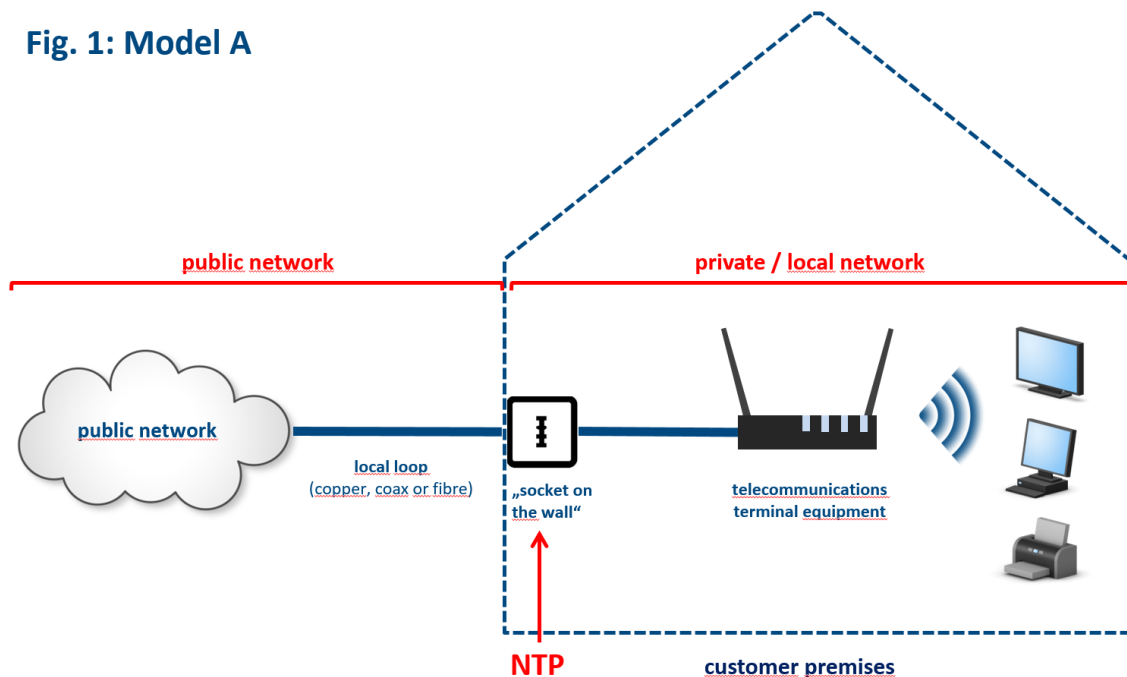 Fig. 1: Model A
public network
private / local network
public network
local loop
(copper, coax or fibre)
„socket on
the wall“
telecommunications
terminal equipment
NTP
customer premises